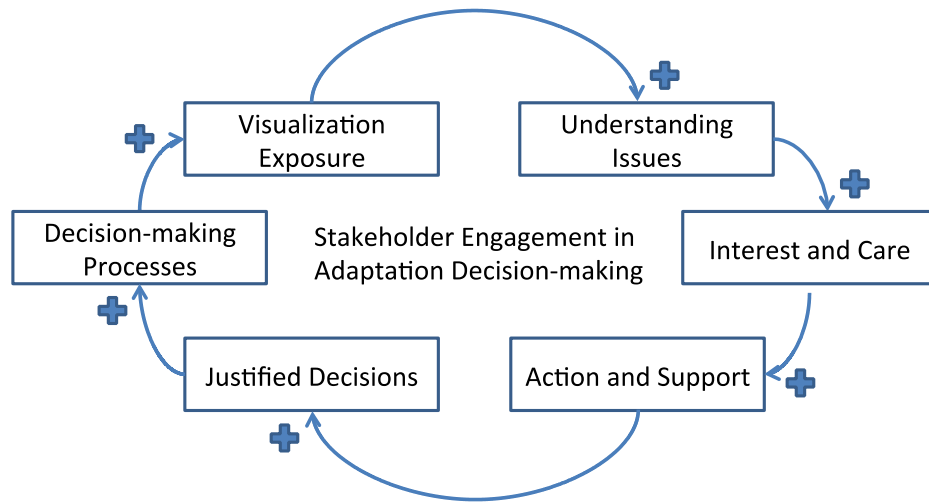 Visualization
Exposure
Understanding
Issues
Decision-making
Processes
Stakeholder Engagement in
Adaptation Decision-making
Interest and Care
Justified Decisions
Action and Support